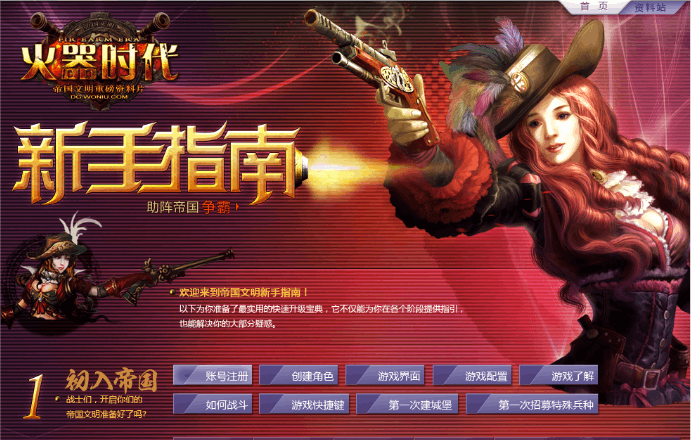 首 页
资料站
FIREARM ERA
火器时代
帝国文明重磅资料片
DG.WONIU.COM
新手指南
助阵帝国 争霸
欢迎来到帝国文明新手指南！
以下为你准备了最实用的快速升级宝典，它不仅能为你在各个阶段提供指引，
也能解决你的大部分疑惑。
1 初入帝国
战士们，开启你们的
帝国文明准备好了吗?
账号注册 创建角色 游戏界面 游戏配置 游戏了解
如何战斗 游戏快捷键 第一次建城堡 第一次招募特殊兵种